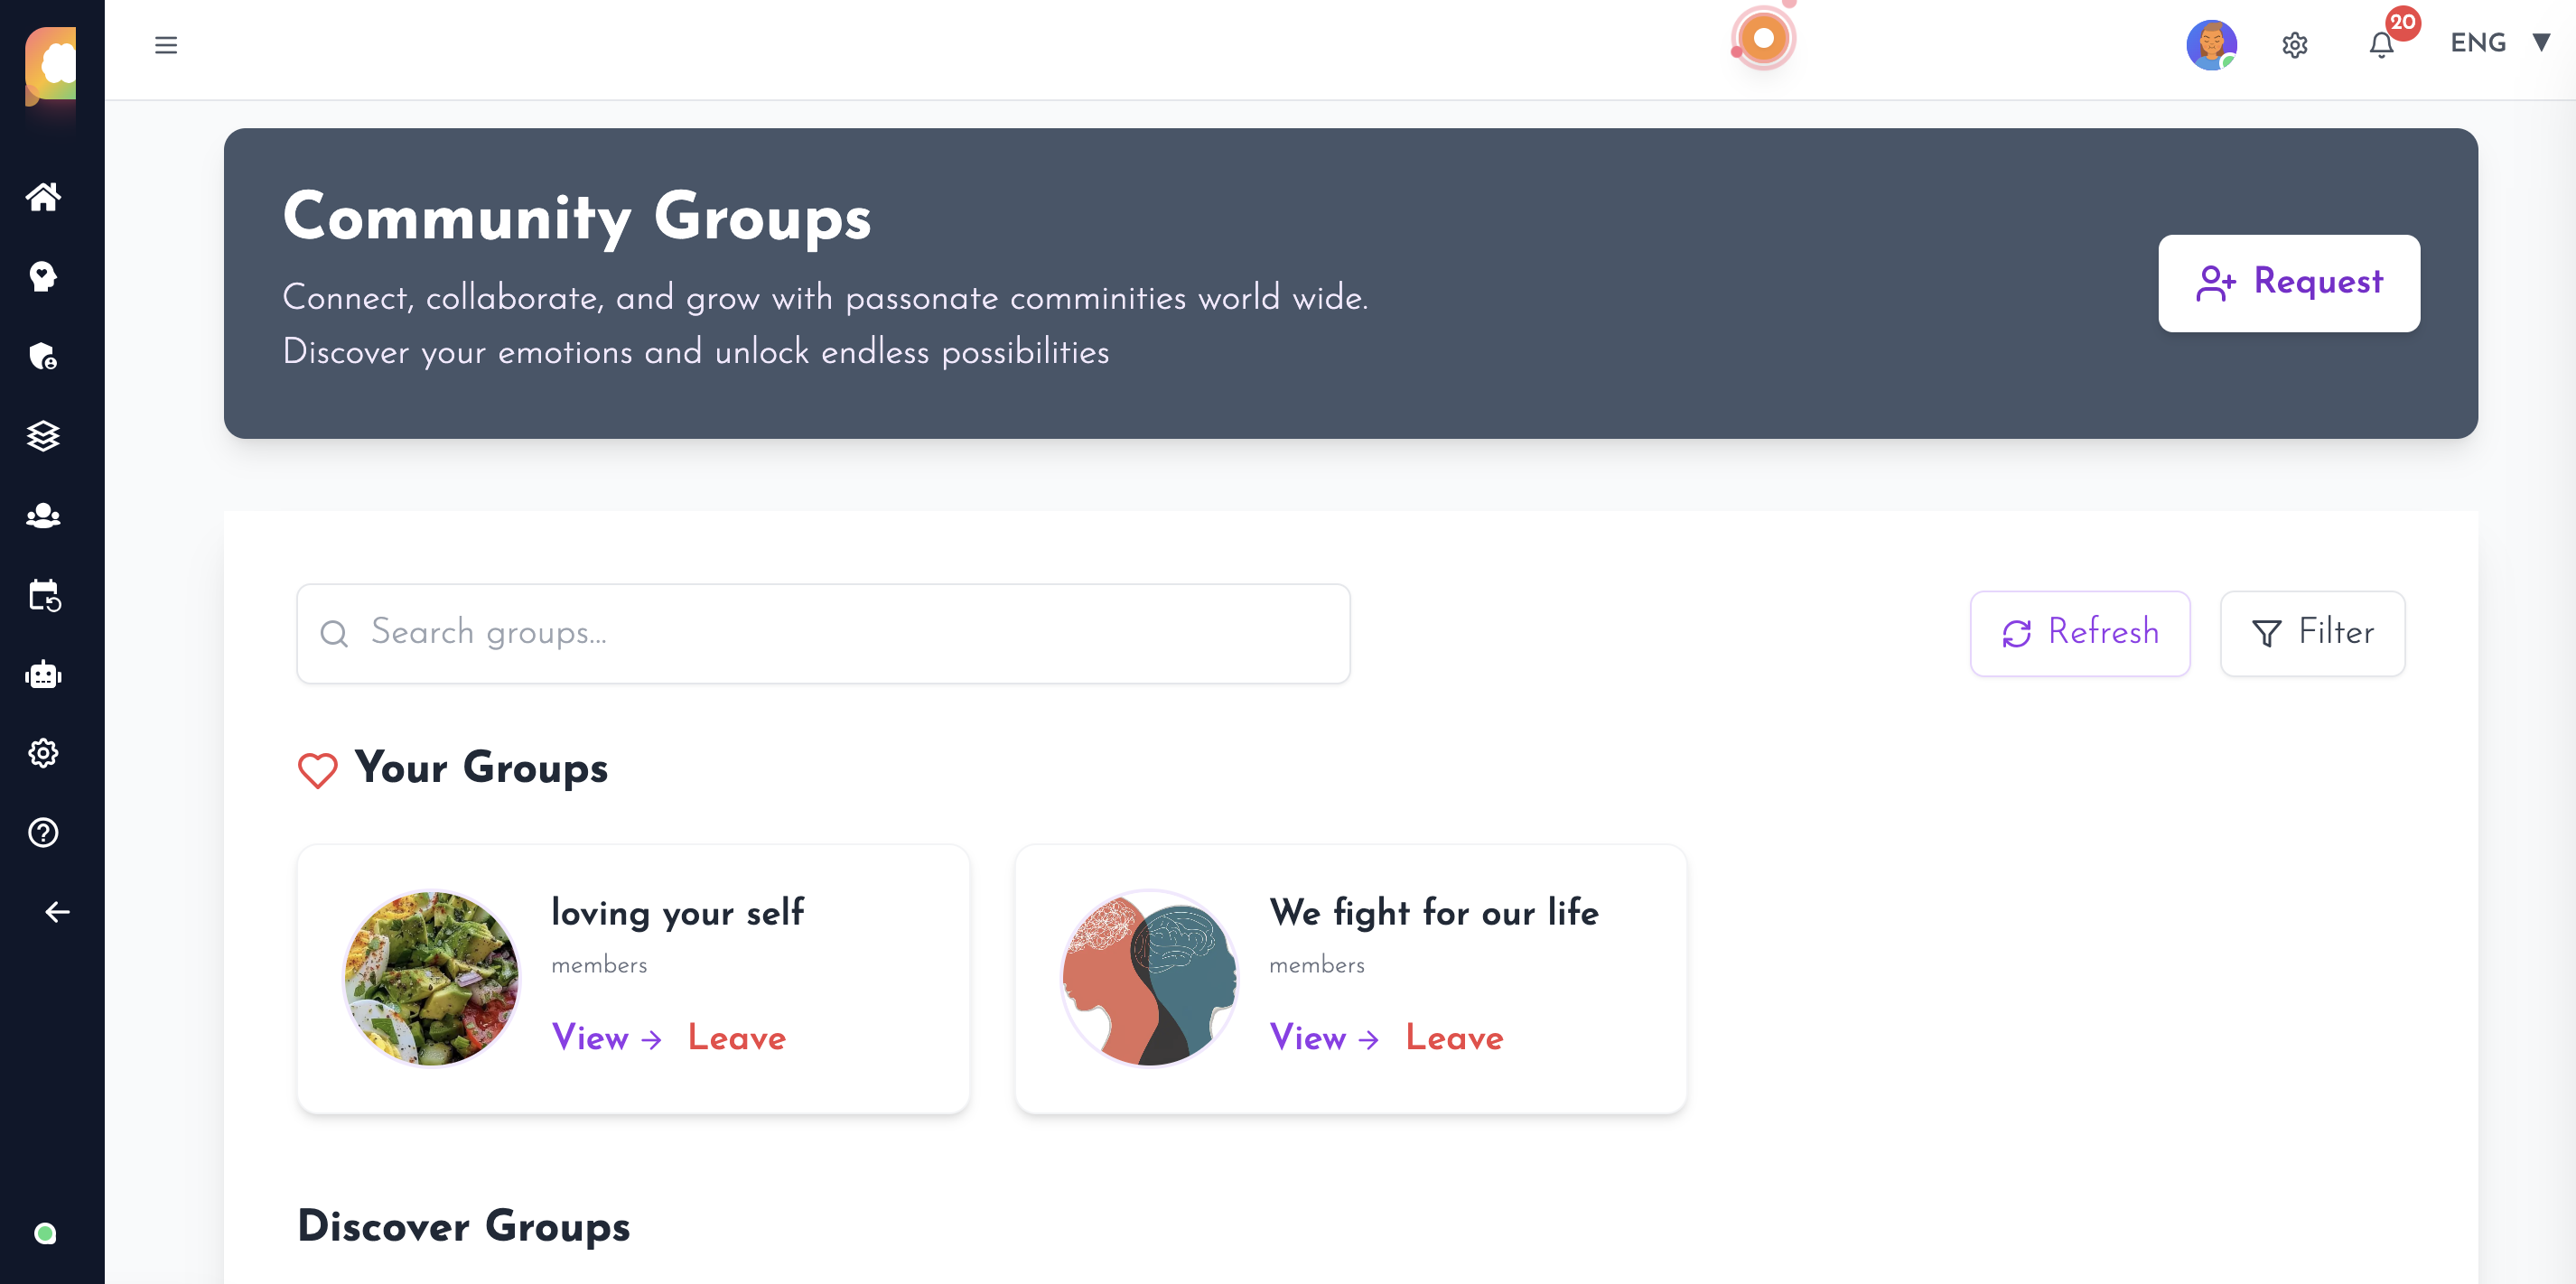 20
ENG
Community Groups
Connect, collaborate, and grow with passonate comminities world wide.
Discover your emotions and unlock endless possibilities
Request
Search groups...
Refresh
Filter
Your Groups
loving your self
members
View → Leave
We fight for our life
members
View → Leave
Discover Groups